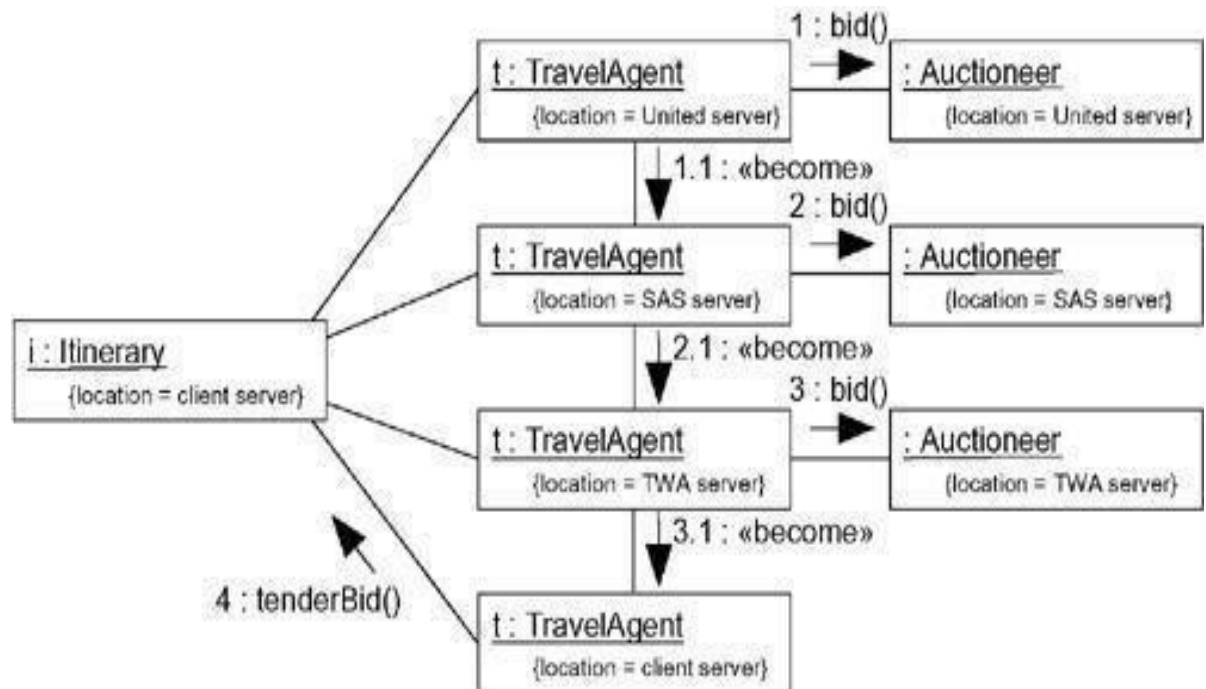 1 : bid()
t : TravelAgent
{location = United server}
: Auctioneer
(location = United server}
1.1 : «become»
2 : bid()
t : TravelAgent
{location = SAS server}
: Auctioneer
(location = SAS server}
i : Itinerary
{location = client server}
2.1 : «become»
3 : bid()
t : TravelAgent
{location = TWA server}
: Auctioneer
(location = TWA server}
3.1 : «become»
4 : tenderBid()
t : TravelAgent
{location = client server}